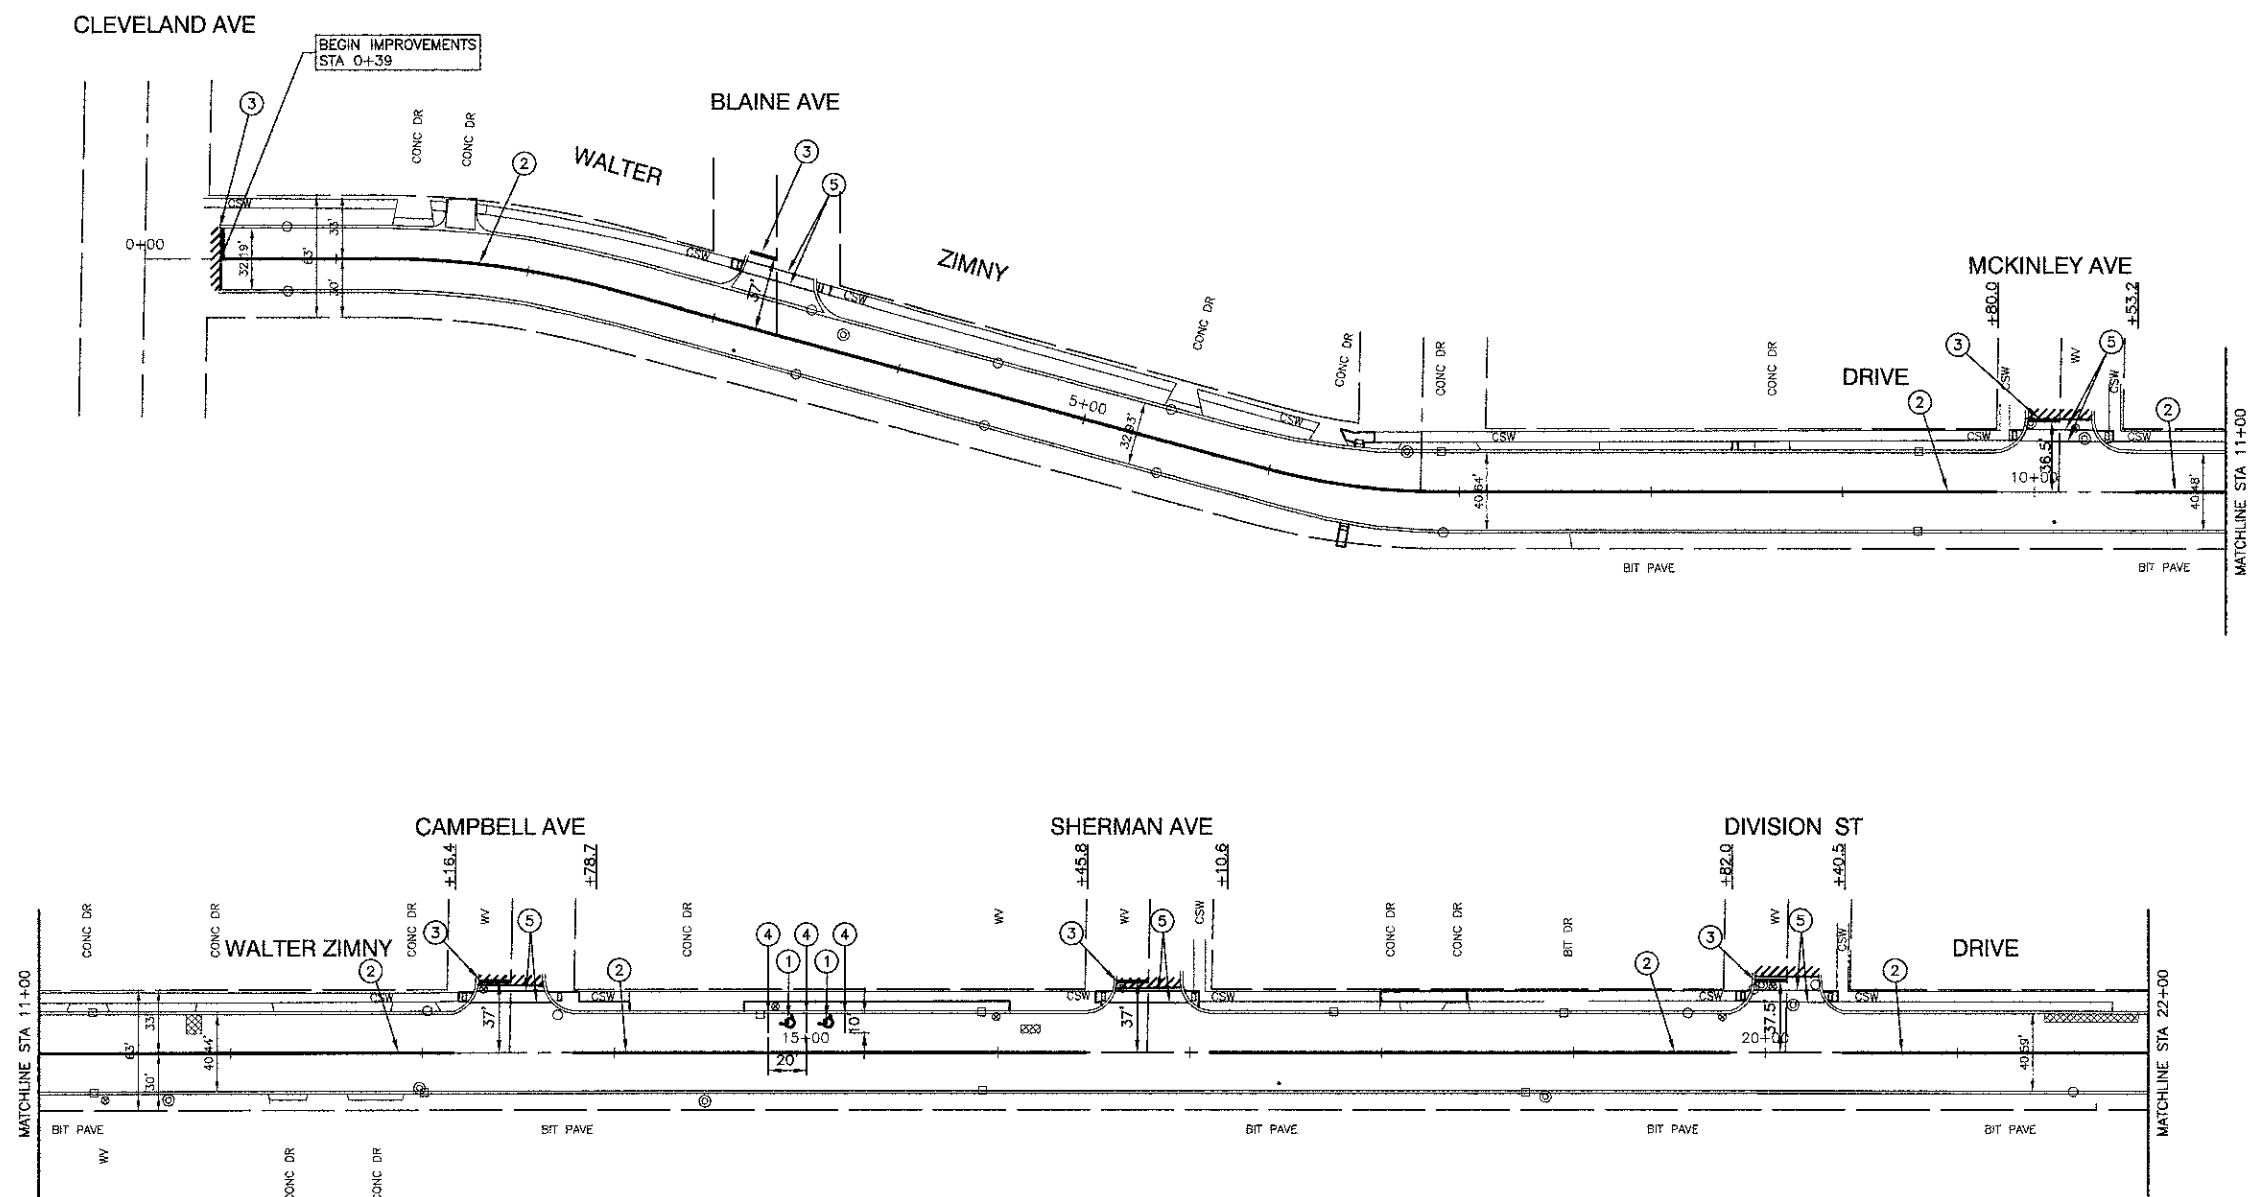 CLEVELAND AVE
BEGIN IMPROVEMENTS
STA 0+39
3
CONC DR
CONC DR
2
WALTER
BLAINE AVE
3
5
ZIMNY
CSW
0+00
32.19'
63'
33'
30'
CSW
37'
CSW
CONC DR
CONC DR
CONC DR
5+00
32.93'
CSW
CSW
40.64'
CONC DR
BIT PAVE
MCKINLEY AVE
+80.0
+53.2
3
5
DRIVE
2
CSW
WV
CSW
2
CSW
CSW
36.5'
10+00
40.48'
BIT PAVE
MATCHLINE STA 11+00
CAMPBELL AVE
+16.4
+78.7
SHERMAN AVE
+45.8
+10.6
DIVISION ST
+82.0
+40.5
CONC DR
CONC DR
CONC DR
WALTER ZIMNY
3
WV
5
2
2
CONC DR
4
4
4
1
1
WV
3
WV
5
CSW
CONC DR
CONC DR
BIT DR
2
3
WV
5
CSW
2
DRIVE
MATCHLINE STA 11+00
63'
33'
30'
40.44'
CSW
37'
CSW
15+00
20'
10'
CSW
37'
CSW
CSW
37.5'
20+00
CSW
40.59'
MATCHLINE STA 22+00
BIT PAVE
WV
BIT PAVE
BIT PAVE
BIT PAVE
BIT PAVE
CONC DR
CONC DR